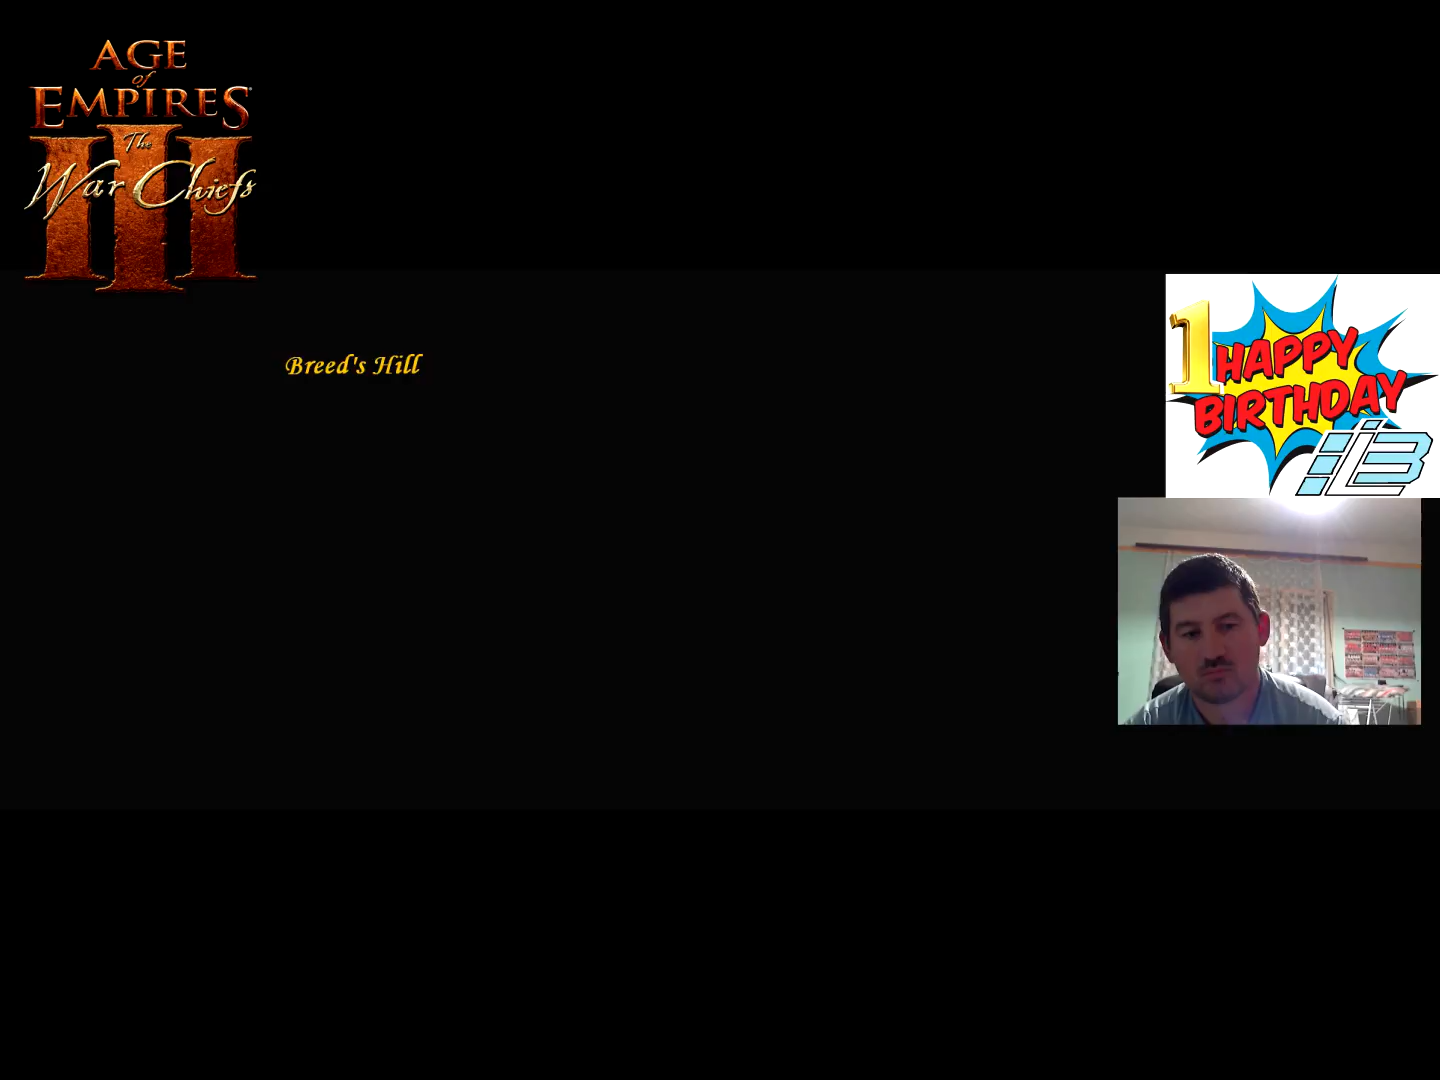 AGE
of
EMPIRES
III
The
War Chiefs
Breed's Hill
1
HAPPY
BIRTHDAY